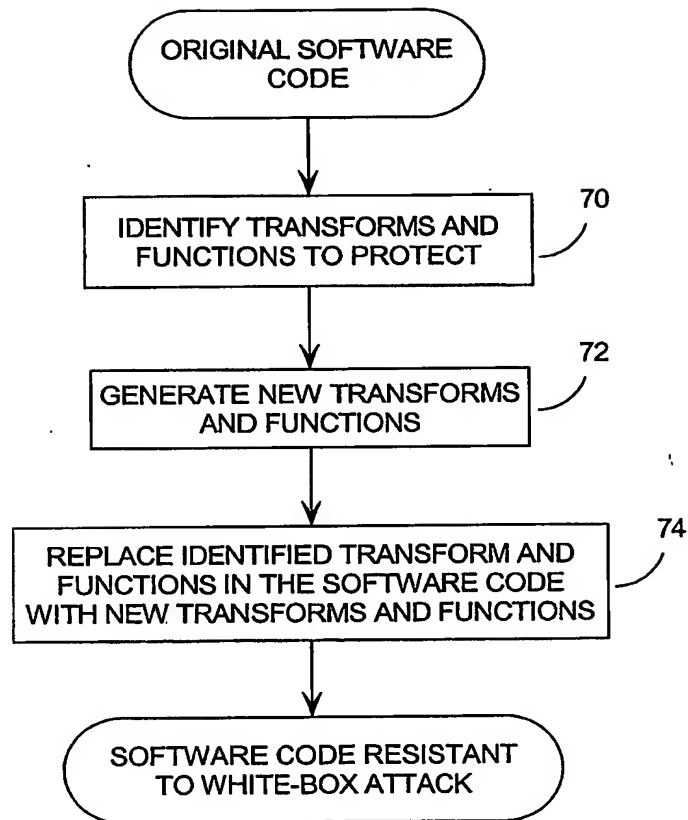 ORIGINAL SOFTWARE
CODE
70
IDENTIFY TRANSFORMS AND
FUNCTIONS TO PROTECT
72
GENERATE NEW TRANSFORMS
AND FUNCTIONS
74
REPLACE IDENTIFIED TRANSFORM AND
FUNCTIONS IN THE SOFTWARE CODE
WITH NEW TRANSFORMS AND FUNCTIONS
SOFTWARE CODE RESISTANT
TO WHITE-BOX ATTACK